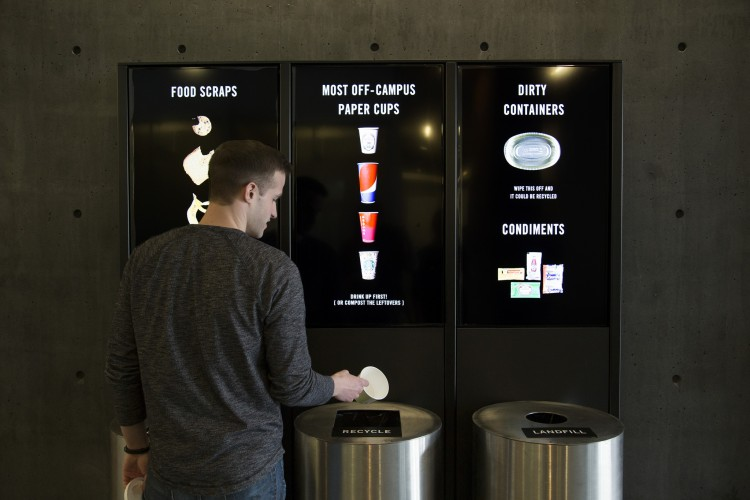 FOOD SCRAPS
MOST OFF-CAMPUS
PAPER CUPS
DRINK UP FIRST!
( OR COMPOST THE LEFTOVERS )
DIRTY
CONTAINERS
WIPE THIS OFF AND
IT COULD BE RECYCLED
CONDIMENTS
RECYCLE
LANDFILL